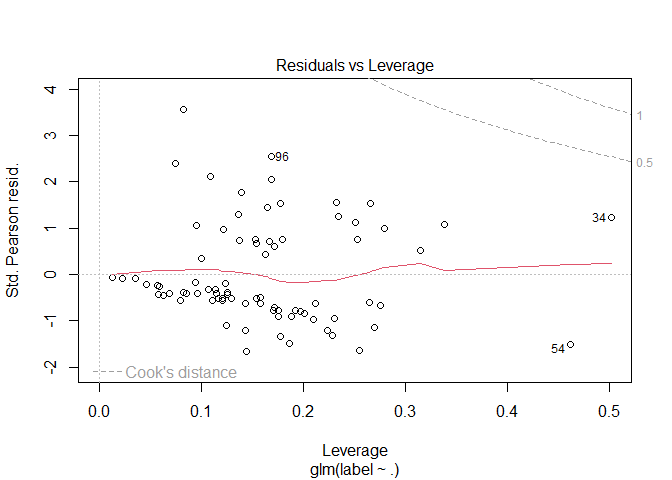 Residuals vs Leverage
Std. Pearson resid.
4
3
2
1
0
-1
-2
1
0.5
96
34
54
Cook's distance
0.0 0.1 0.2 0.3 0.4 0.5
Leverage
glm(label ~ .)